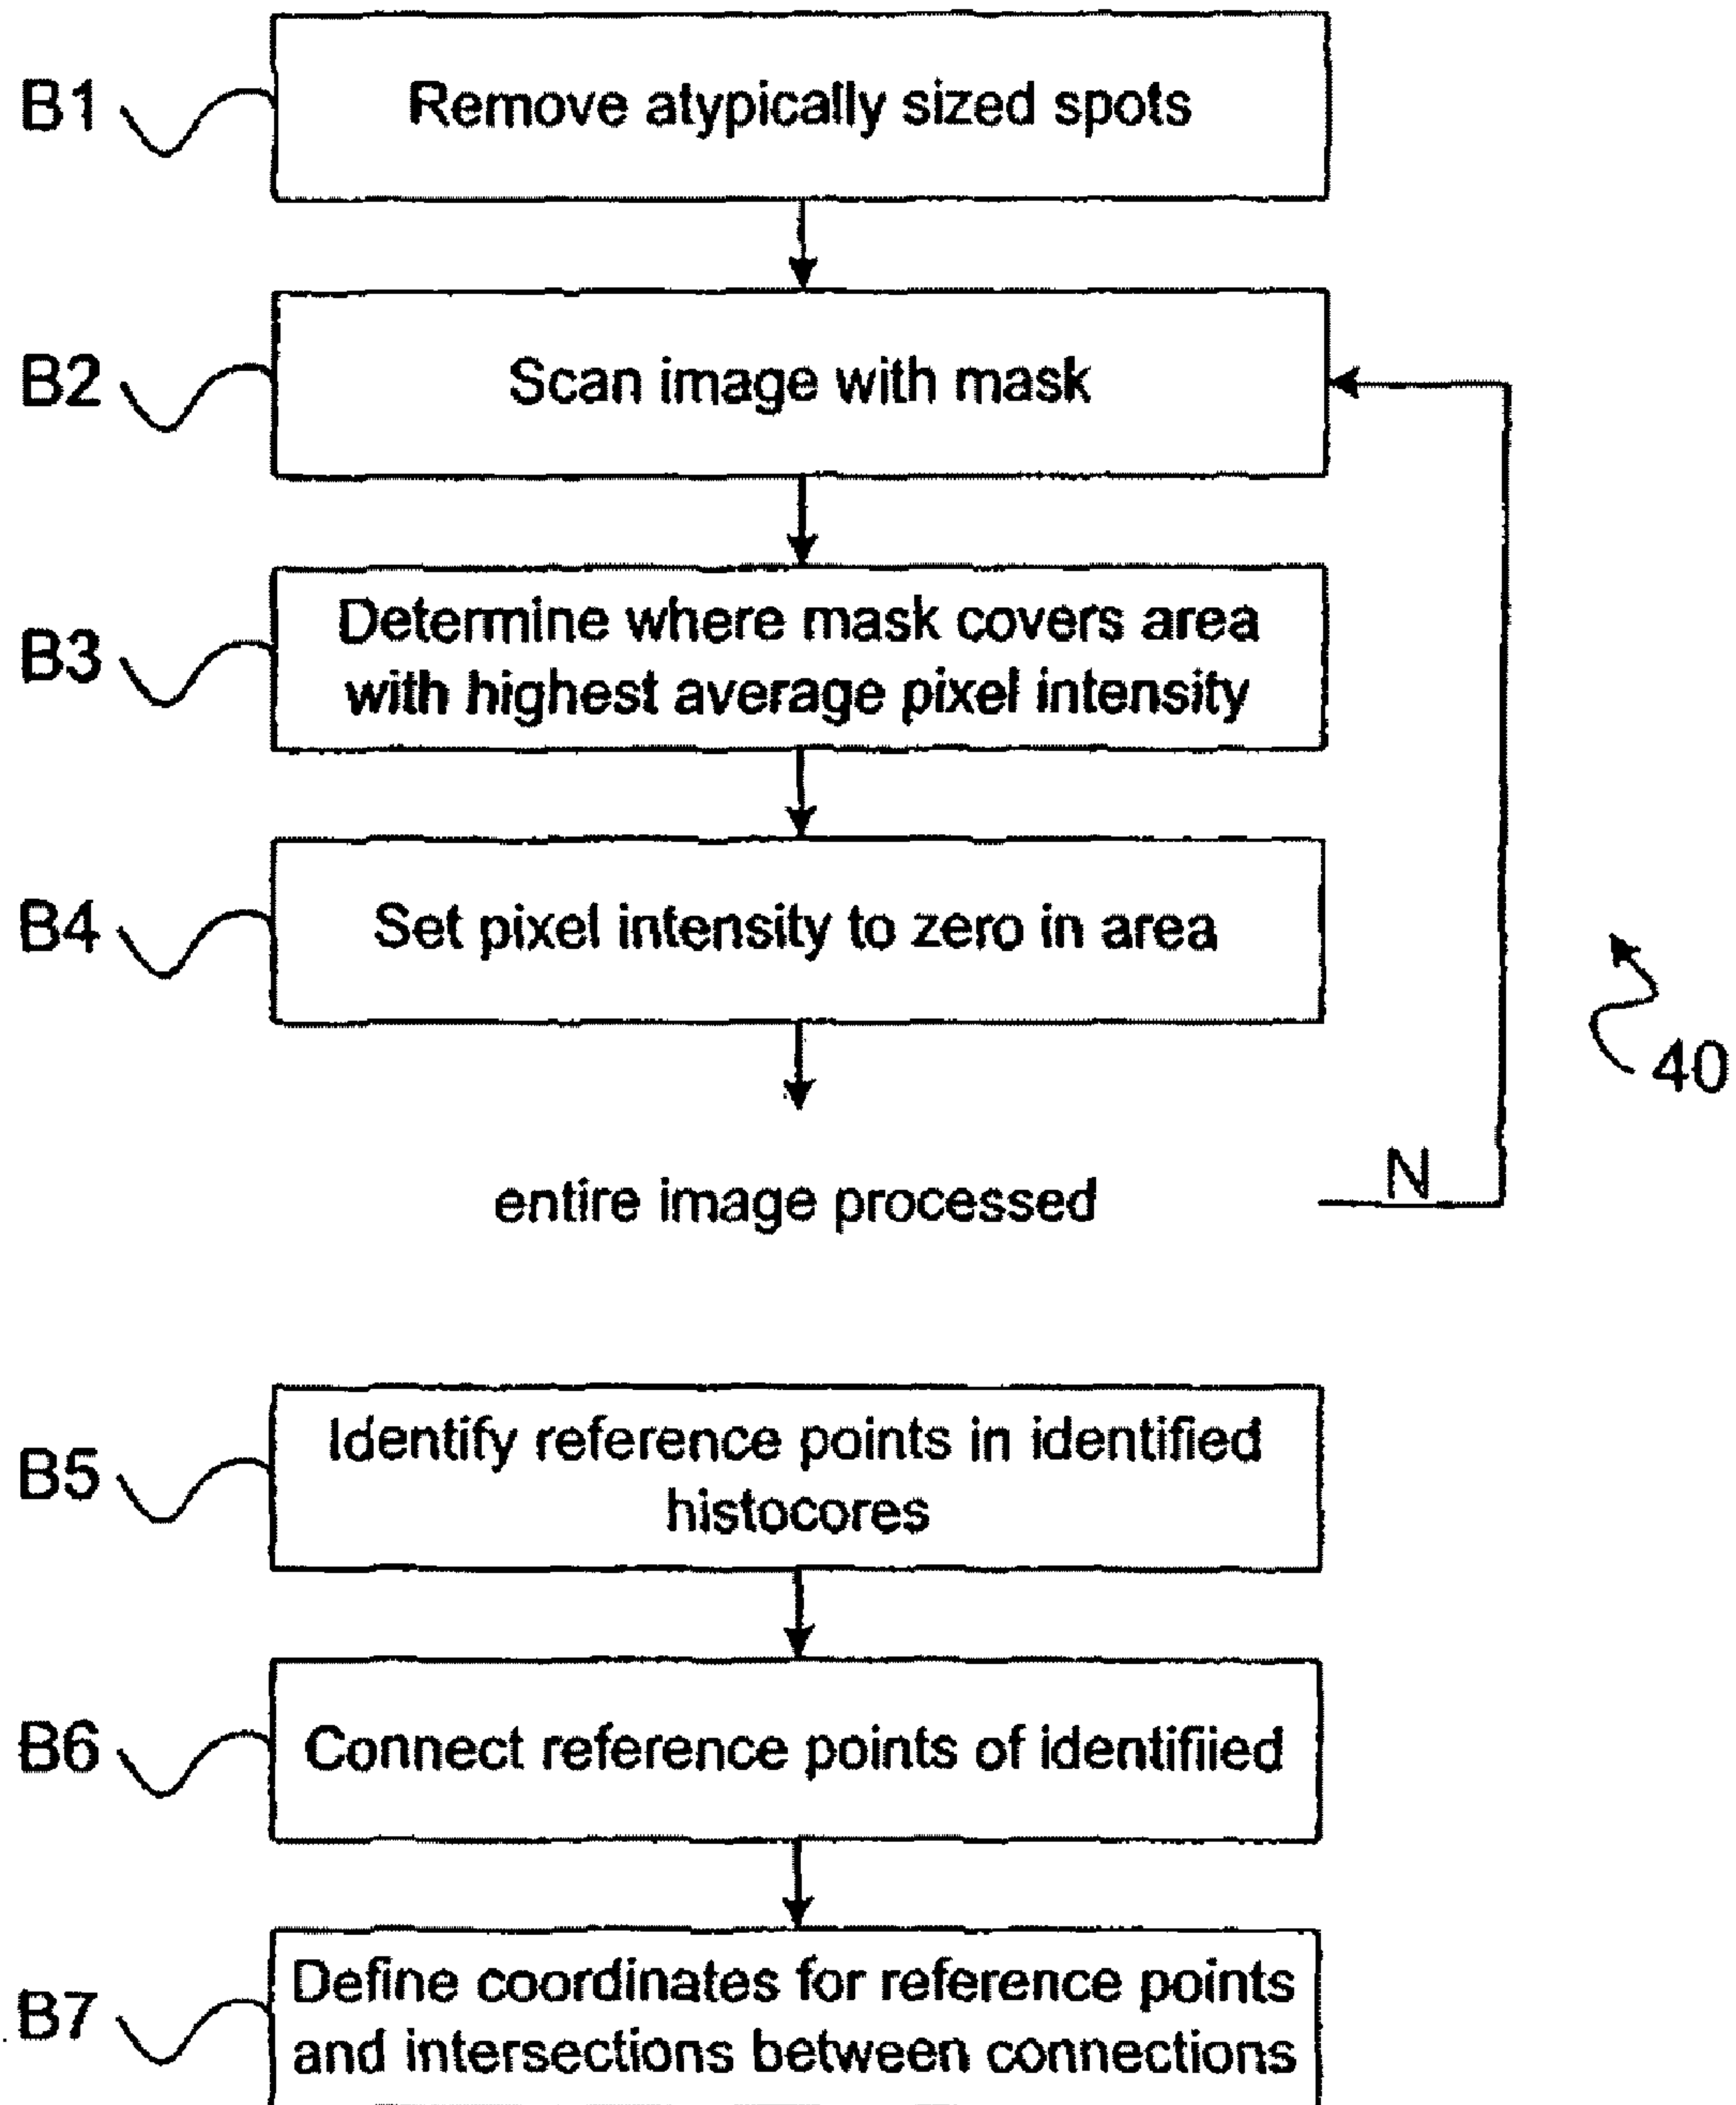 B1
Remove atypically sized spots
B2
Scan image with mask
B3
Determine where mask covers area
with highest average pixel intensity
B4
Set pixel intensity to zero in area
40
entire image processed
N
B5
Identify reference points in identified
histocores
B6
Connect reference points of identifiied
B7
Define coordinates for reference points
and intersections between connections